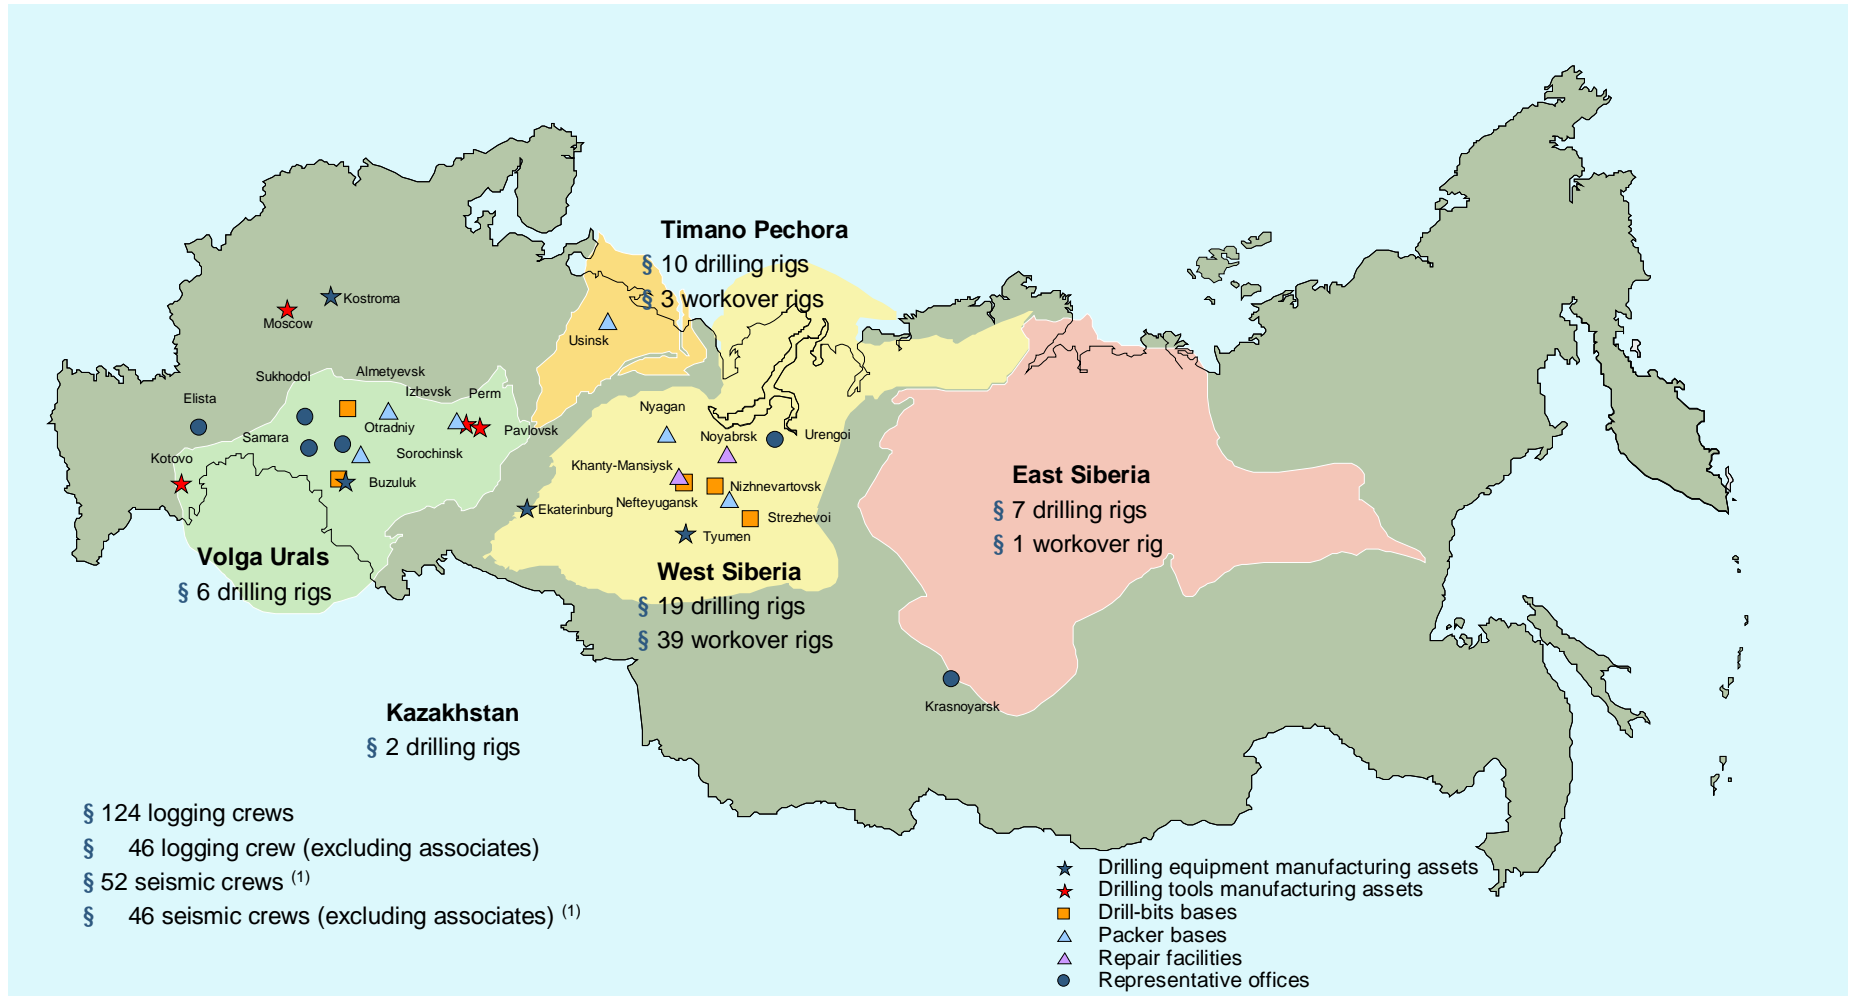 Timano Pechora
§ 10 drilling rigs
§ 3 workover rigs
Kostroma
Moscow
Usinsk
Sukhodol
Almetyevsk
Izhevsk
Perm
Elista
Nyagan
Samara
Otradniy
Pavlovsk
Noyabrsk
Urengoi
Kotovo
Sorochinsk
Khanty-Mansiysk
Buzuluk
Nizhnevartovsk
Nefteyugansk
Ekaterinburg
Strezhevoi
Tyumen
East Siberia
§ 7 drilling rigs
§ 1 workover rig
Volga Urals
§ 6 drilling rigs
West Siberia
§ 19 drilling rigs
§ 39 workover rigs
Krasnoyarsk
Kazakhstan
§ 2 drilling rigs
§ 124 logging crews
§ 46 logging crew (excluding associates)
§ 52 seismic crews (1)
§ 46 seismic crews (excluding associates) (1)
Drilling equipment manufacturing assets
Drilling tools manufacturing assets
Drill-bits bases
Packer bases
Repair facilities
Representative offices